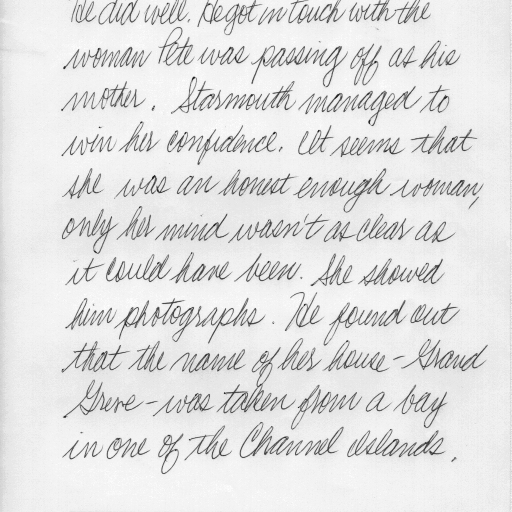 He did well. He got in touch with the
woman Pete was passing off as his
mother. Starmouth managed to
win her confidence. It seems that
she was an honest enough woman,
only her mind wasn't as clear as
it could have been. She showed
him photographs. He found out
that the name of her house - Grand
Greve - was taken from a bay
in one of the Channel Islands.